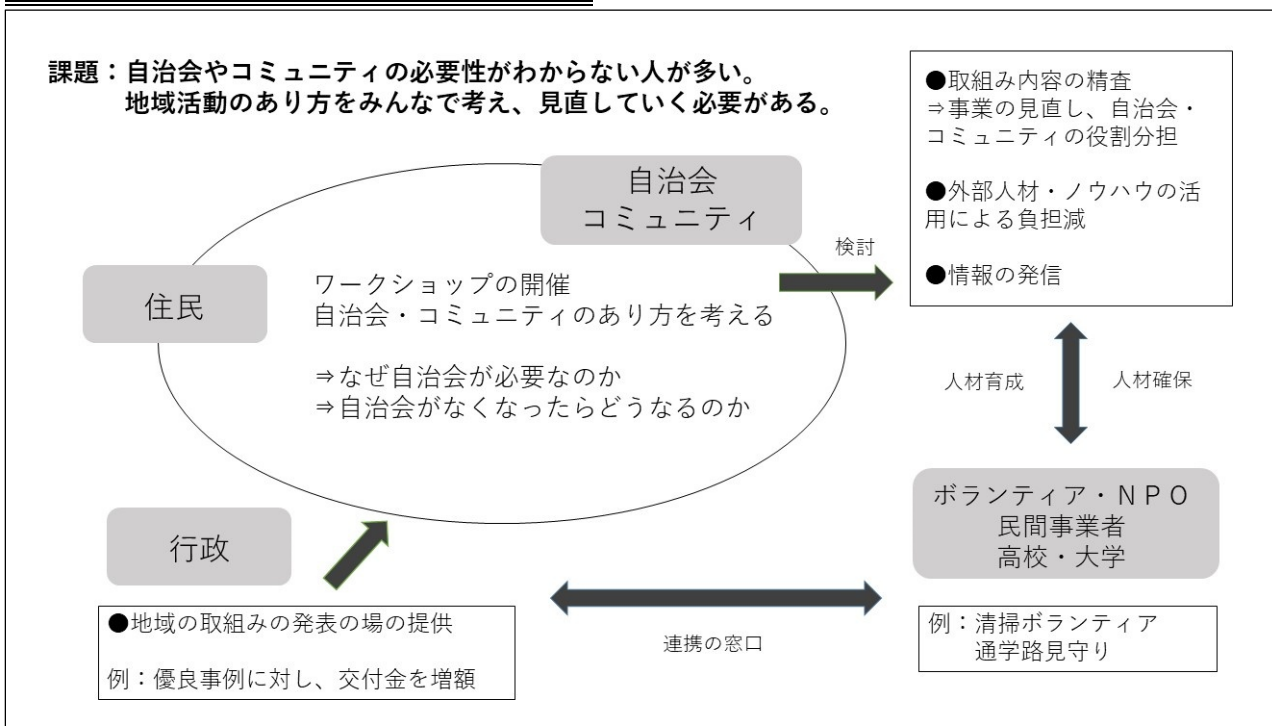 課題：自治会やコミュニティの必要性がわからない人が多い。
地域活動のあり方をみんなで考え、見直していく必要がある。
自治会
コミュニティ
住民
ワークショップの開催
自治会・コミュニティのあり方を考える
⇒なぜ自治会が必要なのか
⇒自治会がなくなったらどうなるのか
検討
●取組み内容の精査
⇒事業の見直し、自治会・
コミュニティの役割分担
●外部人材・ノウハウの活
用による負担減
●情報の発信
人材育成
人材確保
行政
●地域の取組みの発表の場の提供
例：優良事例に対し、交付金を増額
連携の窓口
ボランティア・ＮＰＯ
民間事業者
高校・大学
例：清掃ボランティア
通学路見守り